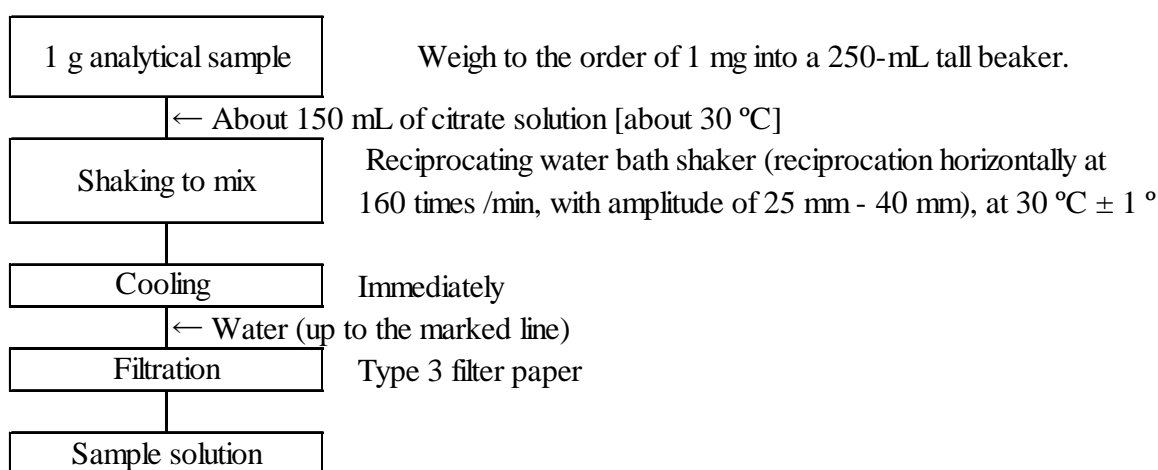 1 g analytical sample Weigh to the order of 1 mg into a 250-mL tall beaker.
← About 150 mL of citrate solution [about 30 ºC]
Shaking to mix
Reciprocating water bath shaker (reciprocation horizontally at
160 times /min, with amplitude of 25 mm - 40 mm), at 30 ºC ± 1 º
Cooling Immediately
← Water (up to the marked line)
Filtration Type 3 filter paper
Sample solution